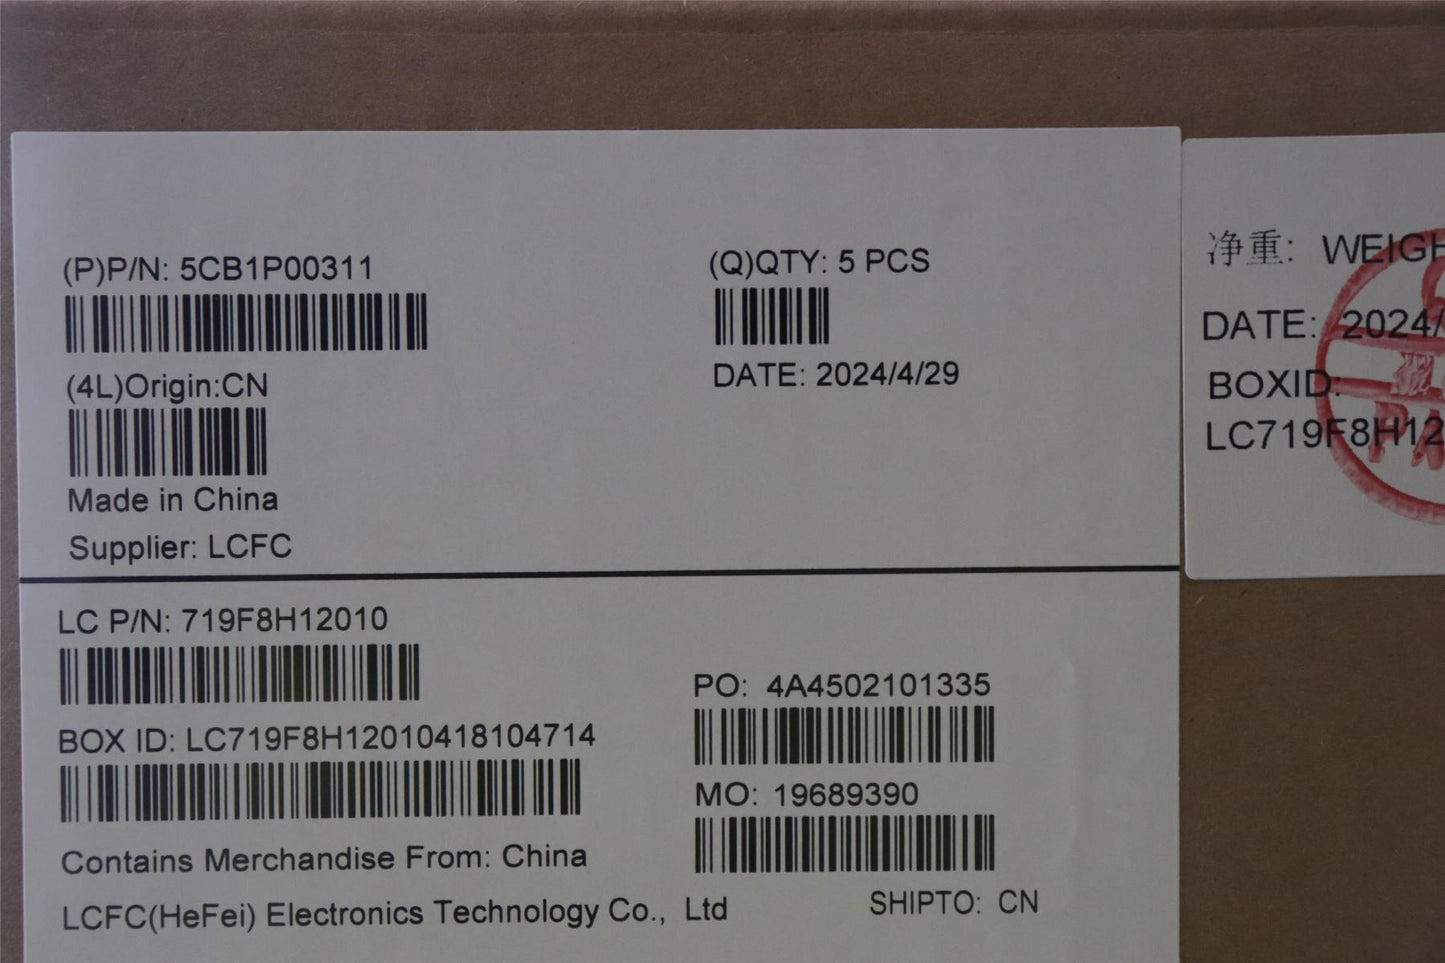 (P)P/N: 5CB1P00311
(Q)QTY: 5 PCS
DATE: 2024/4/29
(4L)Origin:CN
Made in China
Supplier: LCFC
LC P/N: 719F8H12010
PO: 4A4502101335
BOX ID: LC719F8H12010418104714
MO: 19689390
Contains Merchandise From: China
LCFC(HeFei) Electronics Technology Co., Ltd
SHIPTO: CN
净重: WEIGH
DATE: 2024/
BOXID:
LC719F8H12